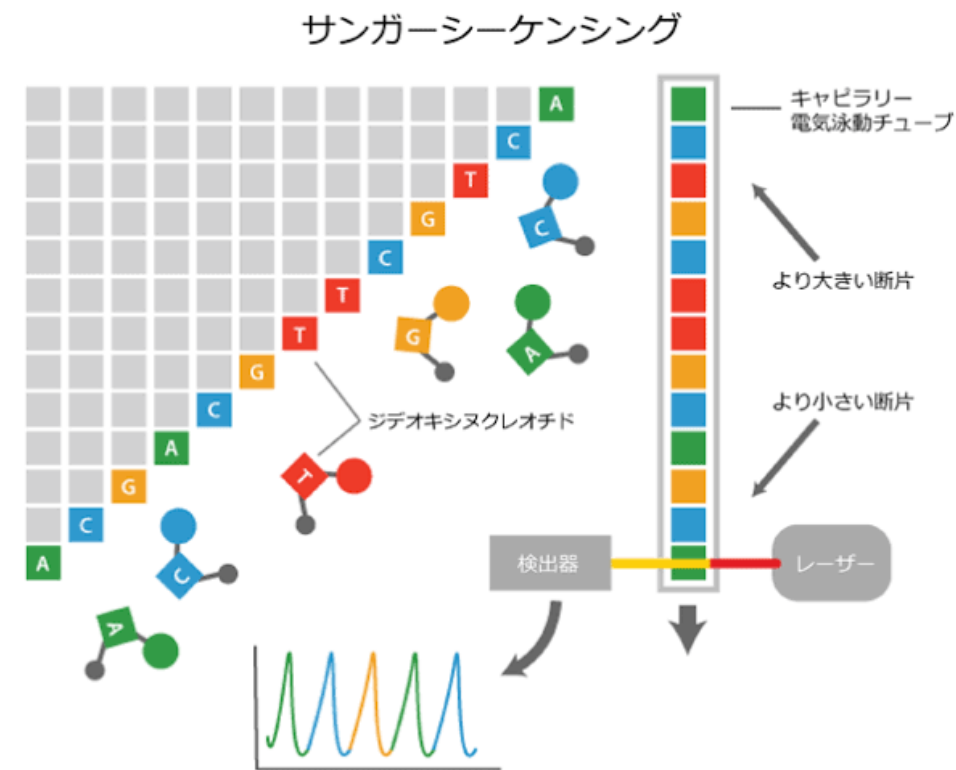 サンガーシーケンシング
A
C
T
G
C
T
T
G
C
A
G
C
A
C
G
A
T
C
A
ジデオキシヌクレオチド
キャピラリー
電気泳動チューブ
より大きい断片
より小さい断片
検出器
レーザー